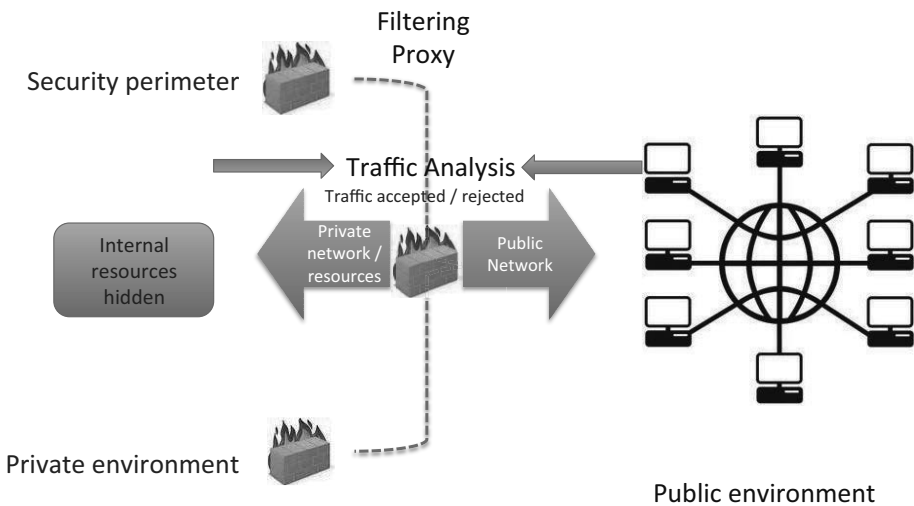 Filtering
Proxy
Security perimeter
Traffic Analysis
Traffic accepted / rejected
Internal
resources
hidden
Private
network /
resources
Public
Network
Private environment
Public environment